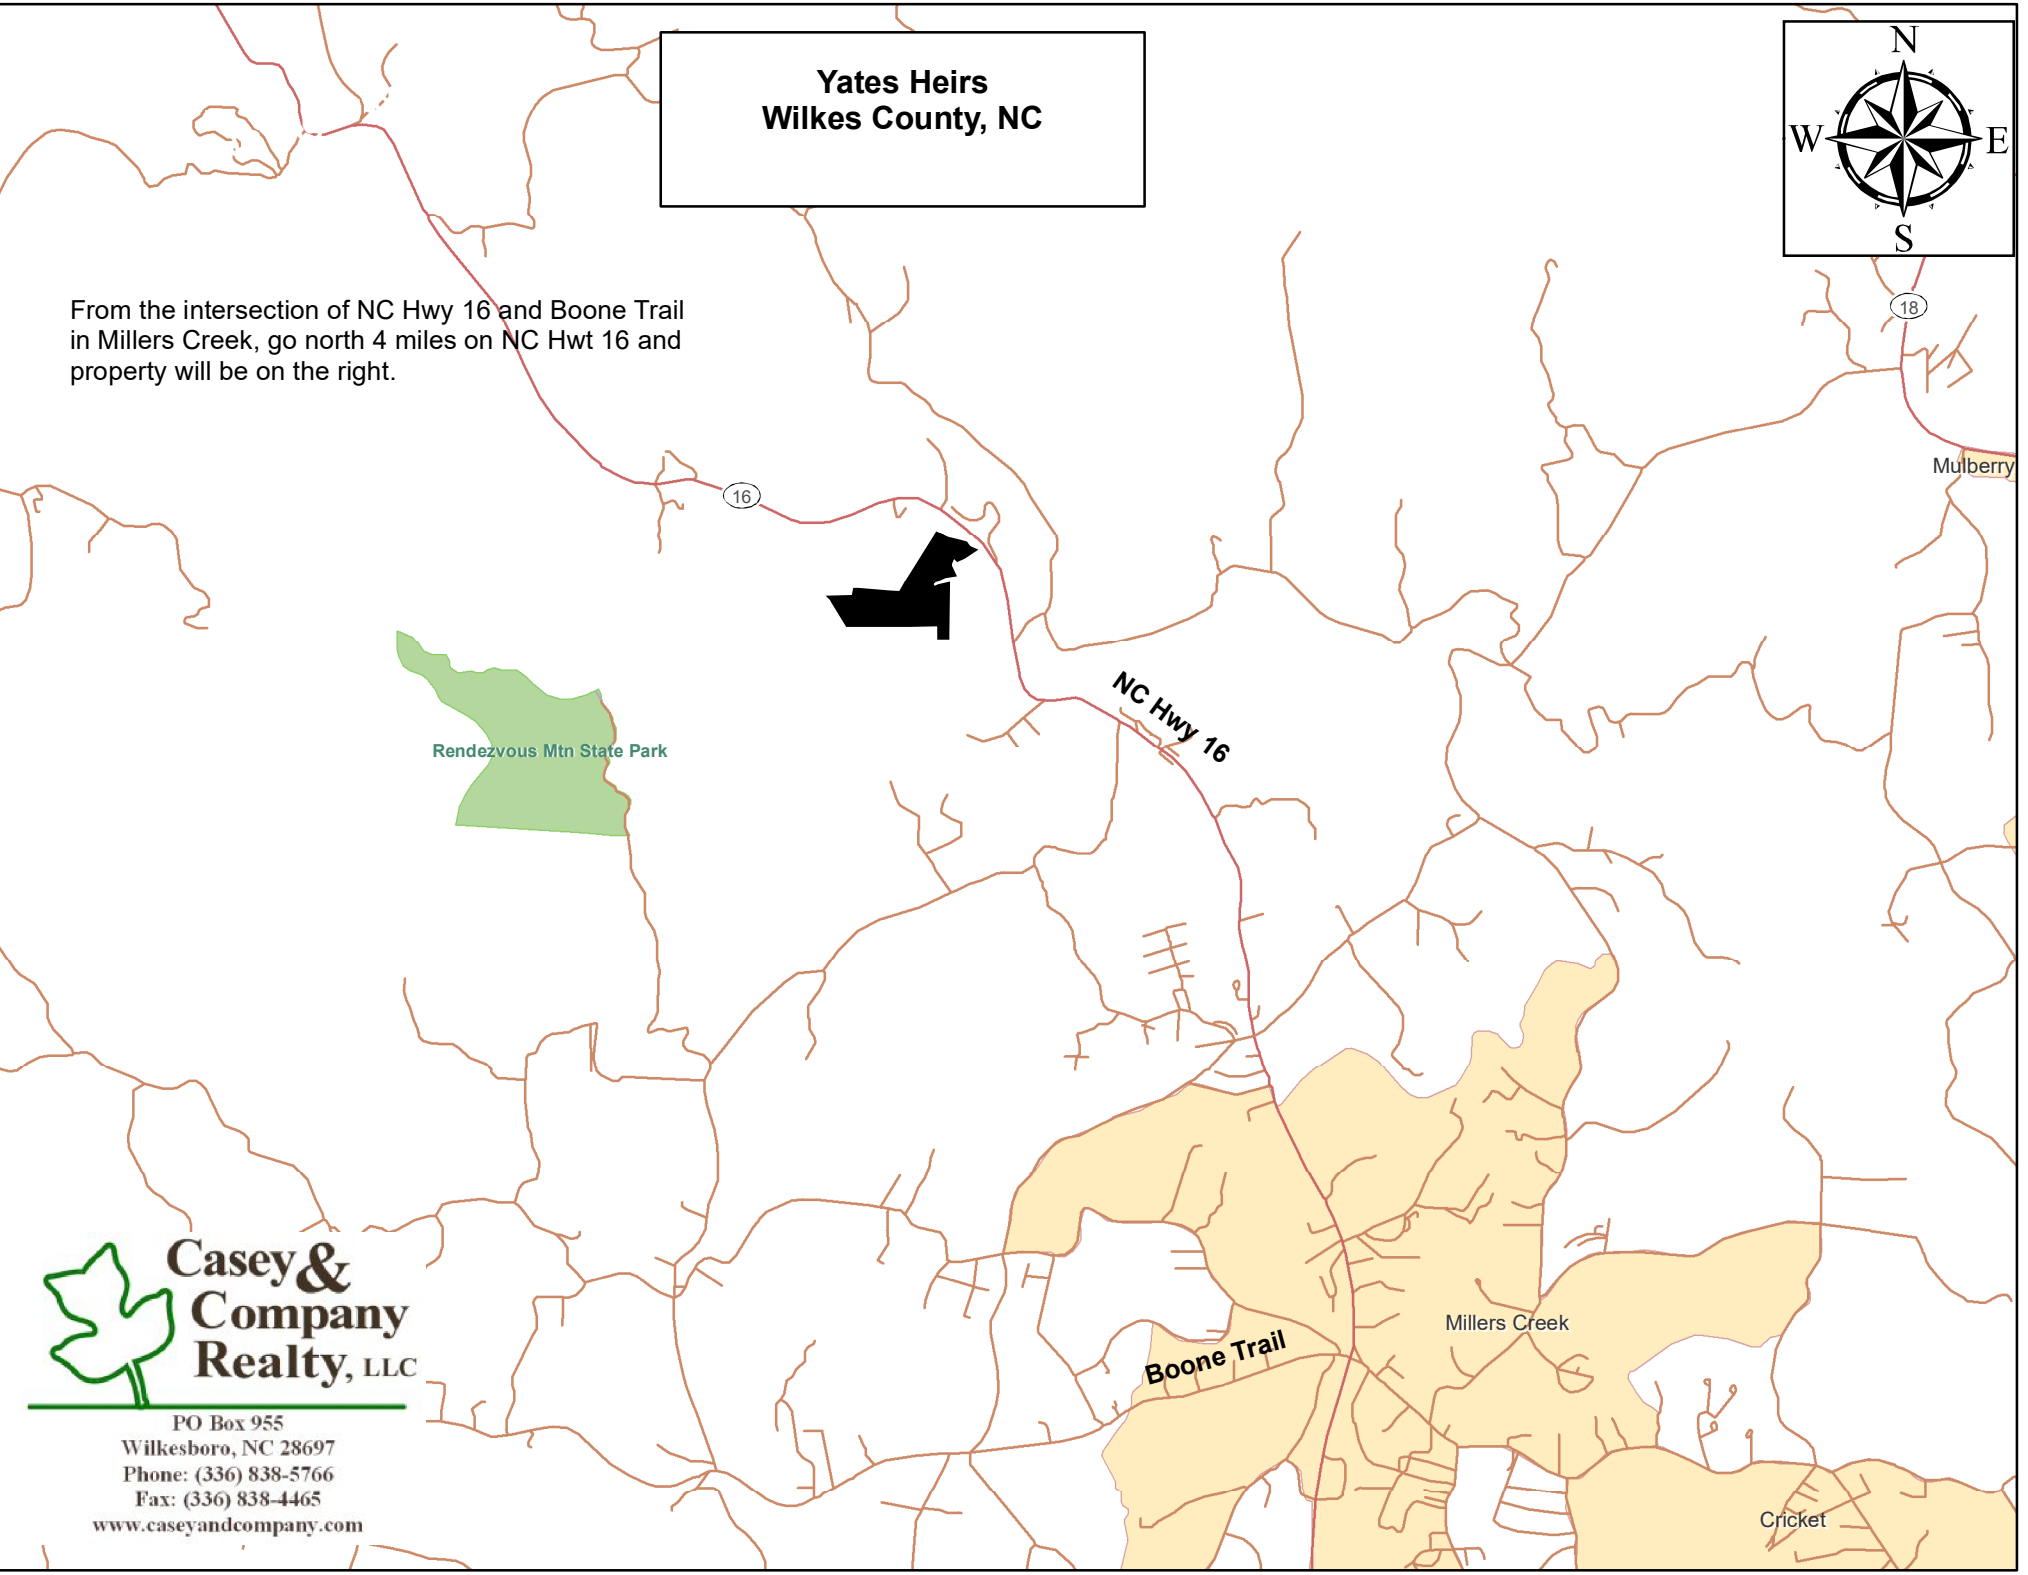 Yates Heirs
Wilkes County, NC
N
W
E
S
From the intersection of NC Hwy 16 and Boone Trail
in Millers Creek, go north 4 miles on NC Hwt 16 and
property will be on the right.
18
Mulberry
16
NC Hwy 16
Rendezvous Mtn State Park
Millers Creek
Boone Trail
Cricket
Casey &
Company
Realty, LLC
PO Box 955
Wilkesboro, NC 28697
Phone: (336) 838-5766
Fax: (336) 838-4465
www.caseyandcompany.com